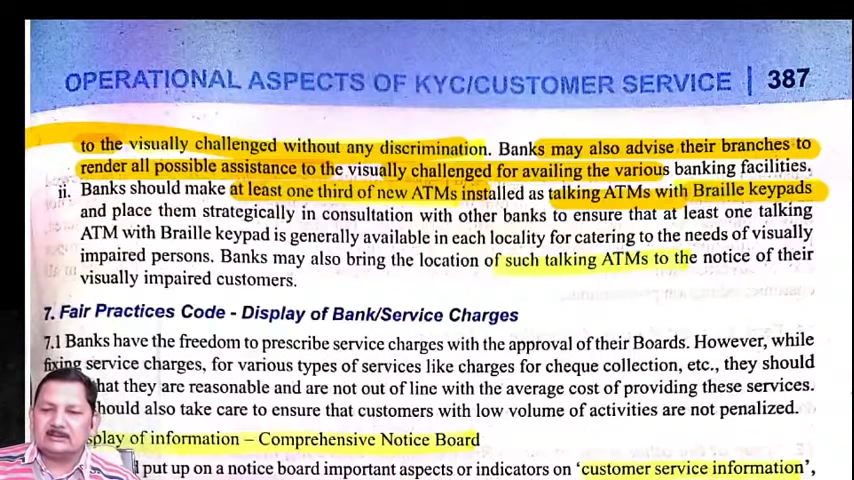 OPERATIONAL ASPECTS OF KYC/CUSTOMER SERVICE | 387
to the visually challenged without any discrimination. Banks may also advise their branches to
render all possible assistance to the visually challenged for availing the various banking facilities.
ii. Banks should make at least one third of new ATMs installed as talking ATMs with Braille keypads
and place them strategically in consultation with other banks to ensure that at least one talking
ATM with Braille keypad is generally available in each locality for catering to the needs of visually
impaired persons. Banks may also bring the location of such talking ATMs to the notice of their
visually impaired customers.
7. Fair Practices Code - Display of Bank/Service Charges
7.1 Banks have the freedom to prescribe service charges with the approval of their Boards. However, while
fixing service charges, for various types of services like charges for cheque collection, etc., they should
hat they are reasonable and are not out of line with the average cost of providing these services.
hould also take care to ensure that customers with low volume of activities are not penalized.
splay of information – Comprehensive Notice Board
put up on a notice board important aspects or indicators on 'customer service information',